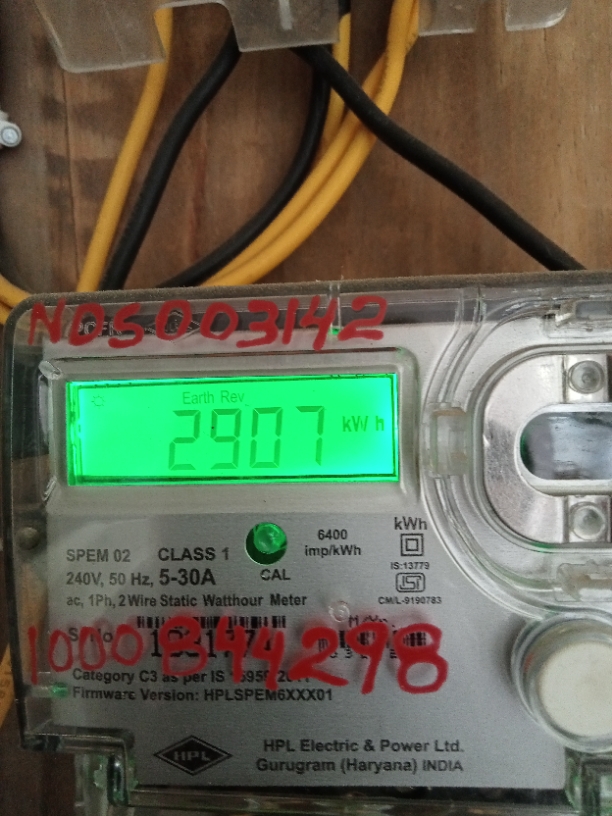 NDS003142
Earth Rev
2907 kWh
6400
imp/kWh
kWh
SPEM 02 CLASS 1
240V, 50 Hz, 5-30A
CAL
IS:13779
CM/L-9190783
ac, 1Ph, 2 Wire Static Watthour Meter
1000844298
Category C3 as per IS
Firmware Version: HPLSPEM6XXX01
HPL
HPL Electric & Power Ltd.
Gurugram (Haryana) INDIA